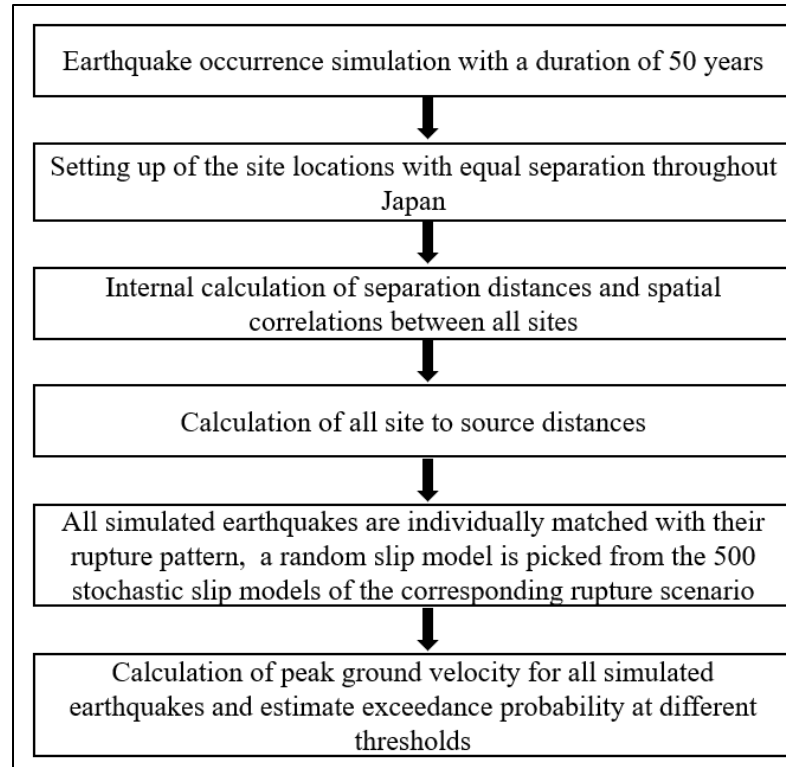 Earthquake occurrence simulation with a duration of 50 years
Setting up of the site locations with equal separation throughout
Japan
Internal calculation of separation distances and spatial
correlations between all sites
Calculation of all site to source distances
All simulated earthquakes are individually matched with their
rupture pattern,  a random slip model is picked from the 500
stochastic slip models of the corresponding rupture scenario
Calculation of peak ground velocity for all simulated
earthquakes and estimate exceedance probability at different
thresholds